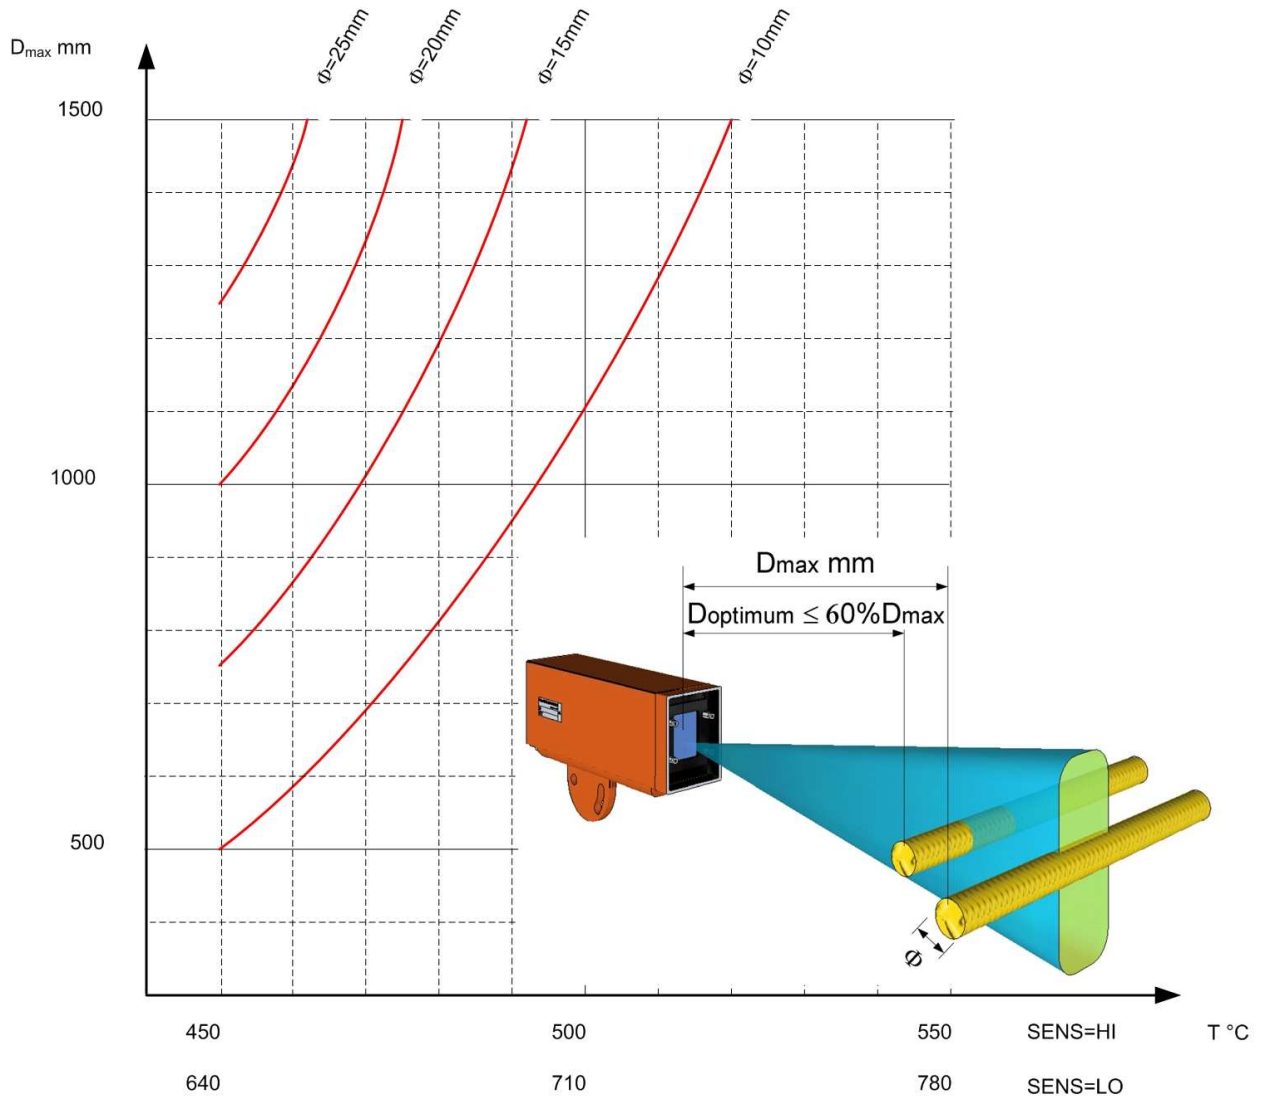 Φ=25mm
Φ=20mm
Φ=15mm
Φ=10mm
Dmax mm
1500
1000
500
Dmax mm
Doptimum ≤ 60%Dmax
Φ
450 500 550 SENS=HI T °C
640 710 780 SENS=LO